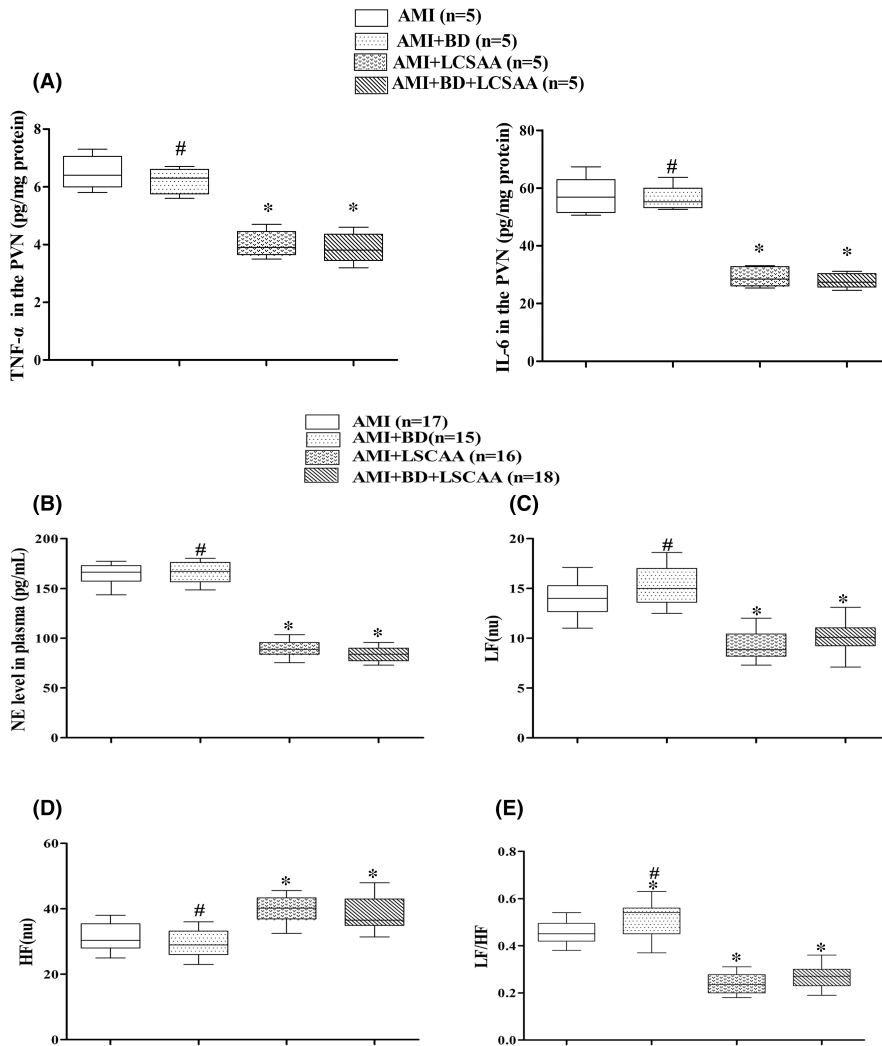 AMI (n=5)
AMI+BD (n=5)
AMI+LCSAA (n=5)
AMI+BD+LCSAA (n=5)
(A)
TNF-α in the PVN (pg/mg protein)
8
6
4
2
0
#
*
*
IL-6 in the PVN (pg/mg protein)
80
60
40
20
0
#
*
*
AMI (n=17)
AMI+BD(n=15)
AMI+LSCAA (n=16)
AMI+BD+LSCAA (n=18)
(B)
NE level in plasma (pg/mL)
200
150
100
50
0
#
*
*
(C)
LF(nu)
20
15
10
5
0
#
*
*
(D)
HF(nu)
60
40
20
0
#
*
*
(E)
LF/HF
0.8
0.6
0.4
0.2
0.0
#
*
*
*